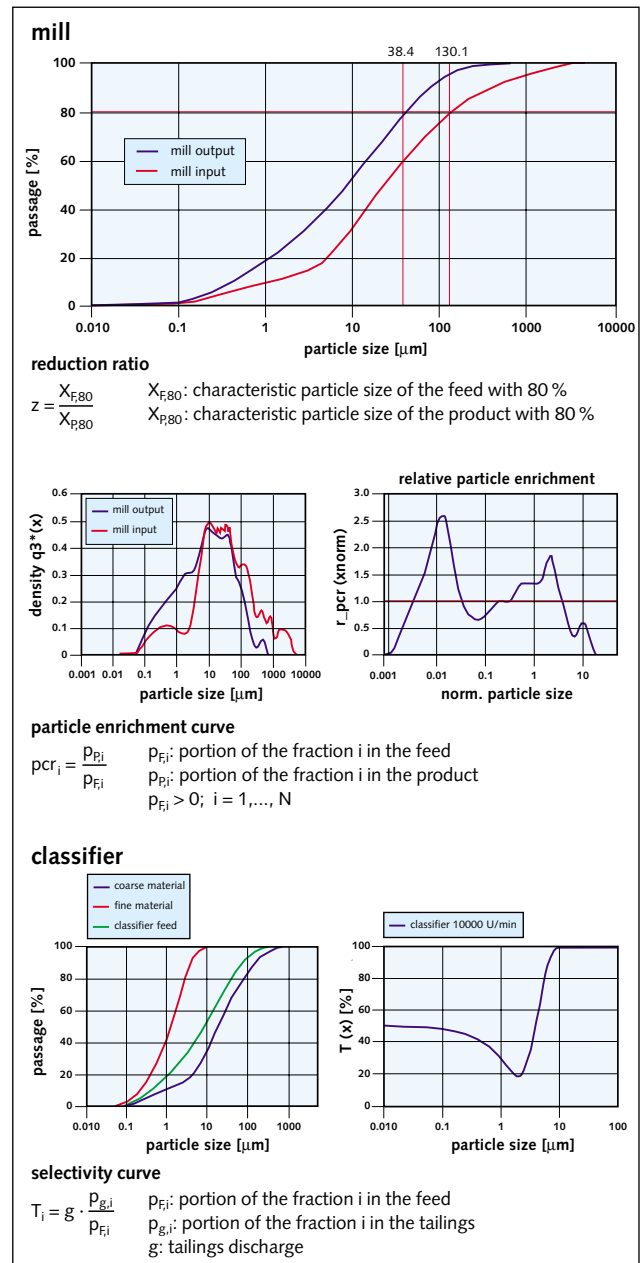 mill
38.4 130.1
100
80
60
40
20
0
passage [%]
mill output
mill input
0.010 0.1 1 10 100 1000 10000
particle size [µm]
reduction ratio
z = X_F,80 / X_P,80
X_F,80: characteristic particle size of the feed with 80 %
X_P,80: characteristic particle size of the product with 80 %
0.6
0.5
0.4
0.3
0.2
0.1
0
density q3*(x)
mill output
mill input
0.001 0.01 0.1 1 10 100 1000 10000
particle size [µm]
relative particle enrichment
3.0
2.5
2.0
1.5
1.0
0.5
0
r_pcr (xnorm)
0.001 0.01 0.1 1 10
norm. particle size
particle enrichment curve
pcr_i = p_P,i / p_F,i
p_F,i: portion of the fraction i in the feed
p_P,i: portion of the fraction i in the product
p_F,i > 0; i = 1,..., N
classifier
coarse material
fine material
classifier feed
100
80
60
40
20
0
passage [%]
0.010 0.1 1 10 100 1000
particle size [µm]
classifier 10000 U/min
100
80
60
40
20
0
T (x) [%]
0.010 0.1 1 10 100
particle size [µm]
selectivity curve
T_i = g · p_g,i / p_F,i
p_F,i: portion of the fraction i in the feed
p_g,i: portion of the fraction i in the tailings
g: tailings discharge